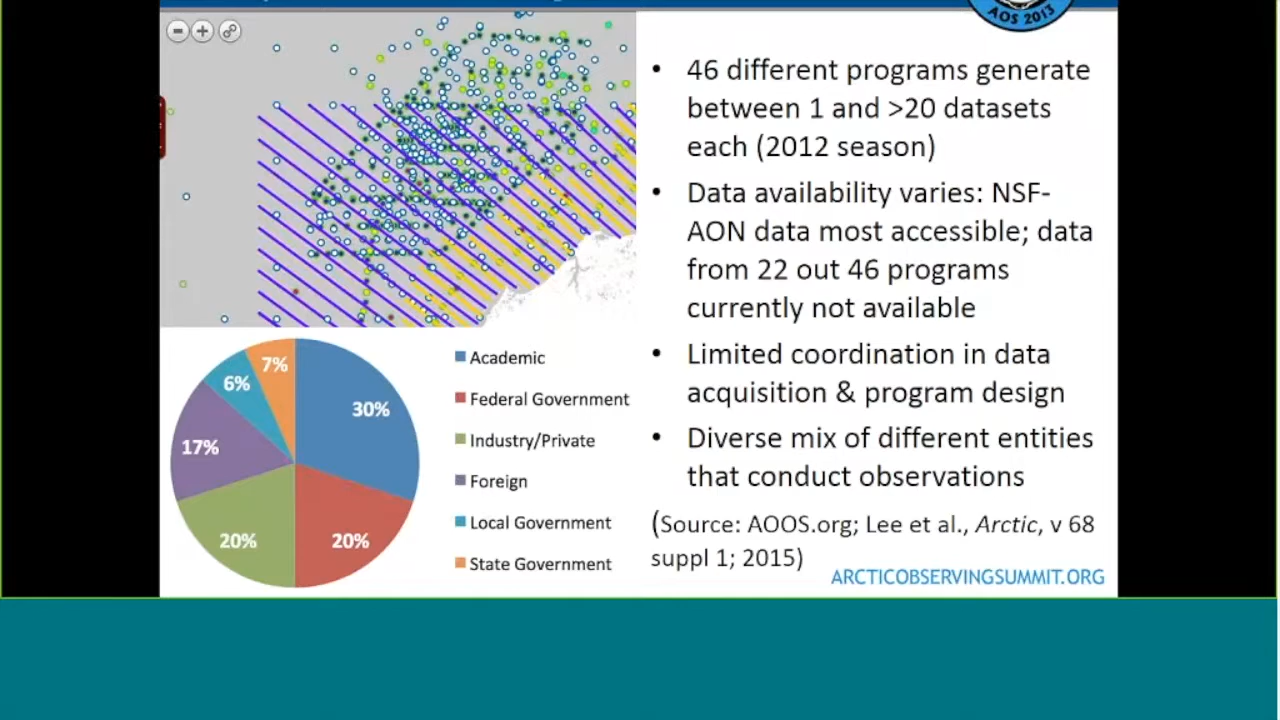 AOS 2013
• 46 different programs generate
between 1 and >20 datasets
each (2012 season)
• Data availability varies: NSF-
AON data most accessible; data
from 22 out 46 programs
currently not available
• Limited coordination in data
acquisition & program design
• Diverse mix of different entities
that conduct observations
(Source: AOOS.org; Lee et al., Arctic, v 68
suppl 1; 2015)
ARCTICOBSERVINGSUMMIT.ORG
7%
6%
30%
17%
20%
20%
Academic
Federal Government
Industry/Private
Foreign
Local Government
State Government